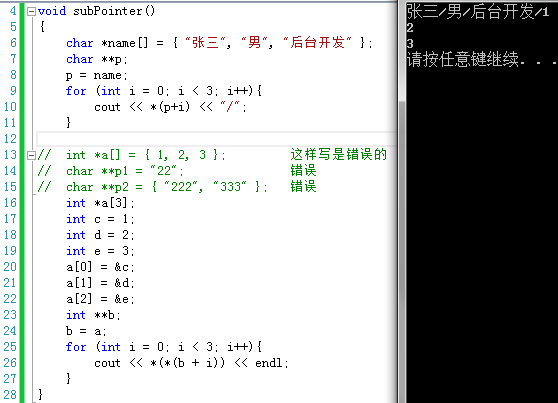 4 void subPointer()
5 {
6 char *name[] = { "张三", "男", "后台开发" };
7 char **p;
8 p = name;
9 for (int i = 0; i < 3; i++){
10 cout << *(p+i) << "/";
11 }
12
13 // int *a[] = { 1, 2, 3 }; 这样写是错误的
14 // char **p1 = "22"; 错误
15 // char **p2 = { "222", "333" }; 错误
16 int *a[3];
17 int c = 1;
18 int d = 2;
19 int e = 3;
20 a[0] = &c;
21 a[1] = &d;
22 a[2] = &e;
23 int **b;
24 b = a;
25 for (int i = 0; i < 3; i++){
26 cout << *(*(b + i)) << endl;
27 }
28 }
张三/男/后台开发/1
2
3
请按任意键继续. . .